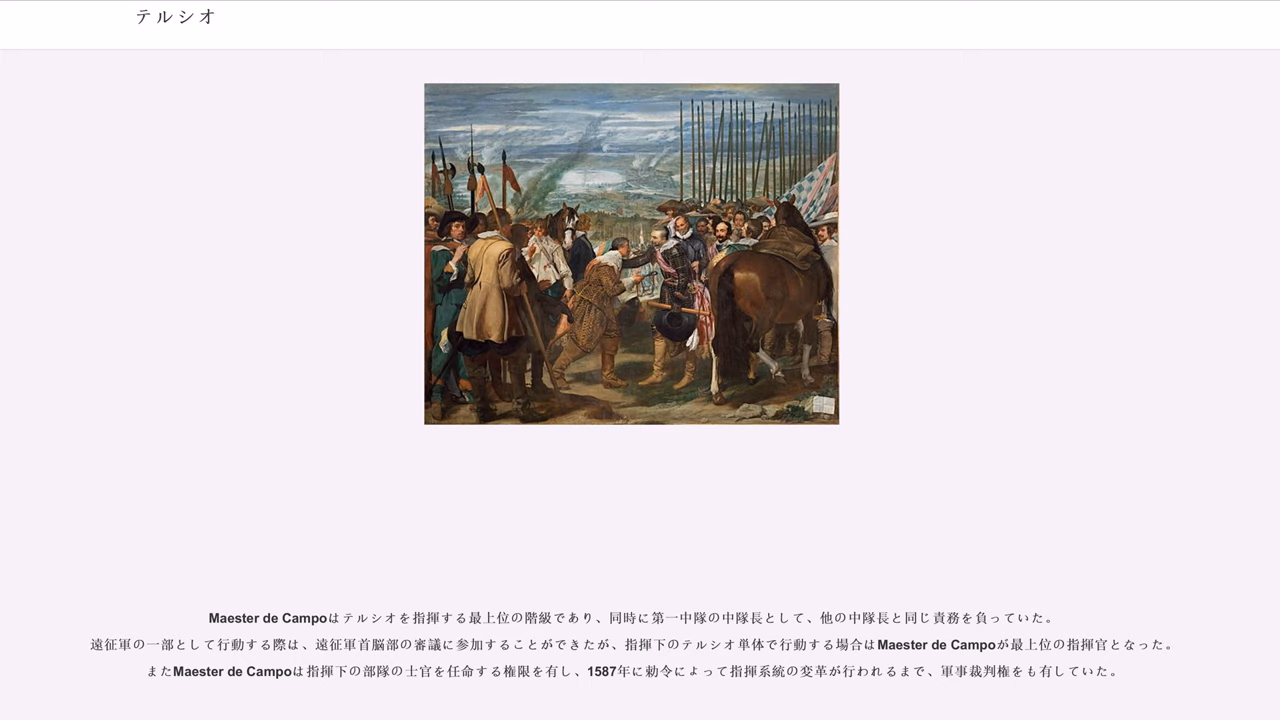 テルシオ
Maester de Campoはテルシオを指揮する最上位の階級であり、同時に第一中隊の中隊長として、他の中隊長と同じ責務を負っていた。
遠征軍の一部として行動する際は、遠征軍首脳部の審議に参加することができたが、指揮下のテルシオ単体で行動する場合はMaester de Campoが最上位の指揮官となった。
またMaester de Campoは指揮下の部隊の士官を任命する権限を有し、1587年に勅令によって指揮系統の変革が行われるまで、軍事裁判権をも有していた。